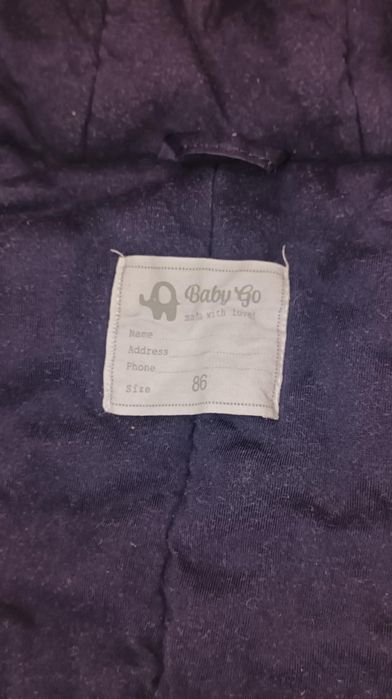 Baby Go
made with love!
Name
Address
Phone
Size 86